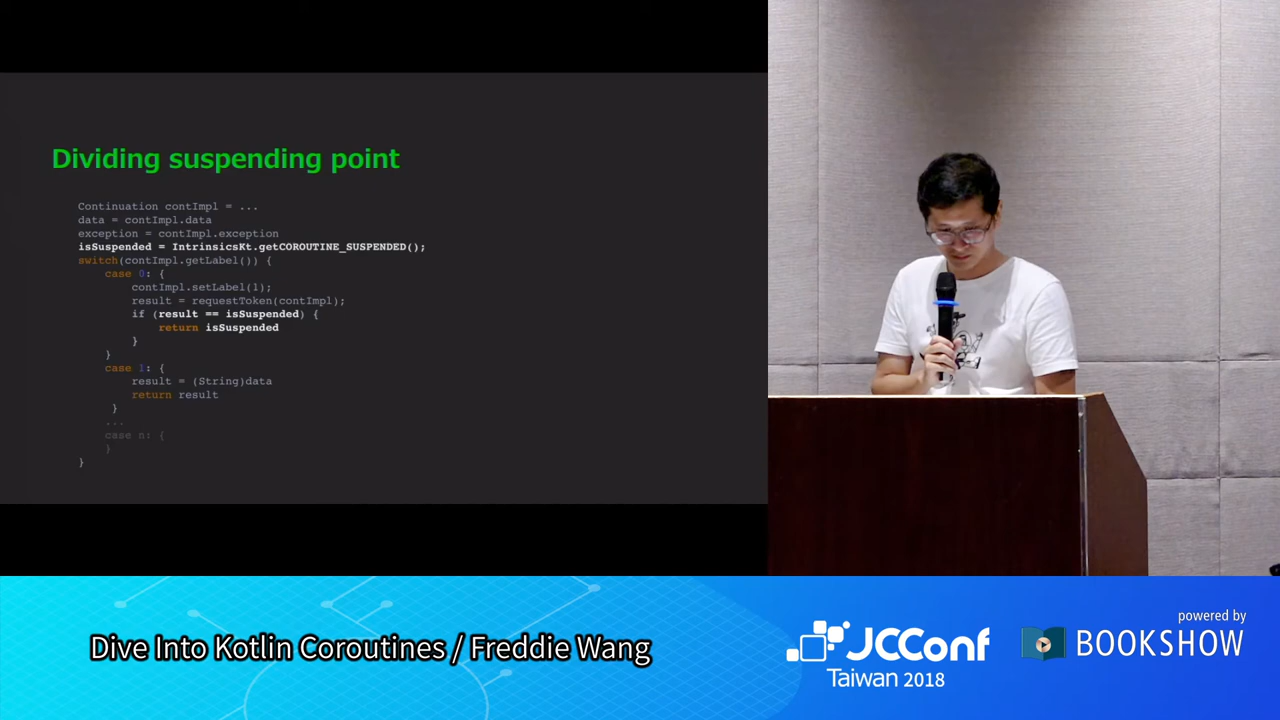 Dividing suspending point
Continuation contImpl = ...
data = contImpl.data
exception = contImpl.exception
isSuspended = IntrinsicsKt.getCOROUTINE_SUSPENDED();
switch(contImpl.getLabel()) {
case 0: {
contImpl.setLabel(1);
result = requestToken(contImpl);
if (result == isSuspended) {
return isSuspended
}
}
case 1: {
result = (String)data
return result
}
...
case n: {
}
}
Dive Into Kotlin Coroutines / Freddie Wang
JCConf
Taiwan 2018
powered by
BOOKSHOW